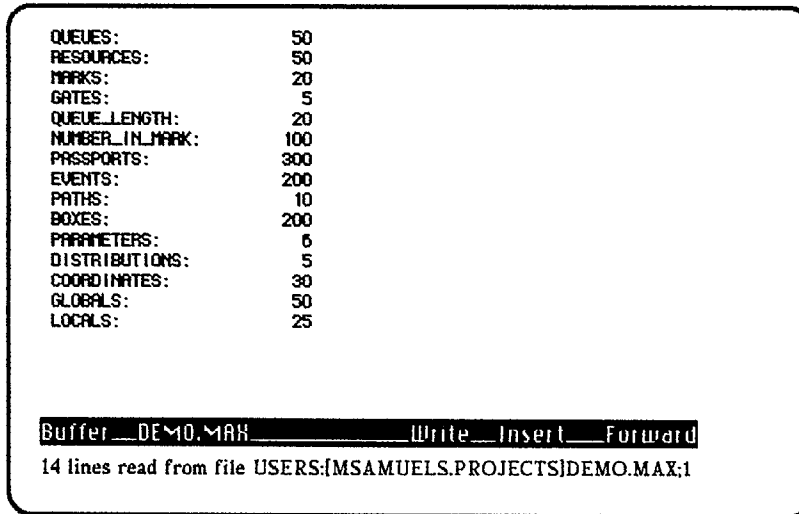 QUEUES: 50
RESOURCES: 50
MARKS: 20
GATES: 5
QUEUE_LENGTH: 20
NUMBER_IN_MARK: 100
PASSPORTS: 300
EVENTS: 200
PATHS: 10
BOXES: 200
PARAMETERS: 6
DISTRIBUTIONS: 5
COORDINATES: 30
GLOBALS: 50
LOCALS: 25
Buffer DEMO.MAX Write Insert Forward
14 lines read from file USERS:[MSAMUELS.PROJECTS]DEMO.MAX;1